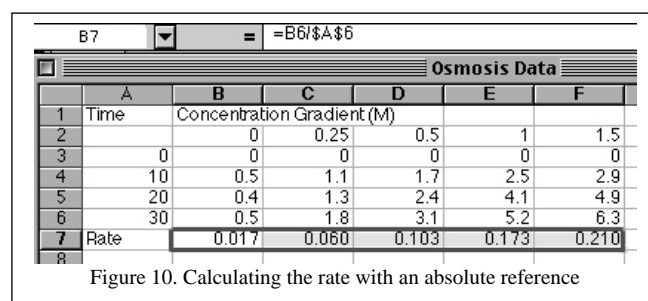 B7 = =B6/$A$6
Osmosis Data
A B C D E F
1 Time Concentration Gradient (M)
2 0 0.25 0.5 1 1.5
3 0 0 0 0 0 0
4 10 0.5 1.1 1.7 2.5 2.9
5 20 0.4 1.3 2.4 4.1 4.9
6 30 0.5 1.8 3.1 5.2 6.3
7 Rate 0.017 0.060 0.103 0.173 0.210
8
Figure 10. Calculating the rate with an absolute reference